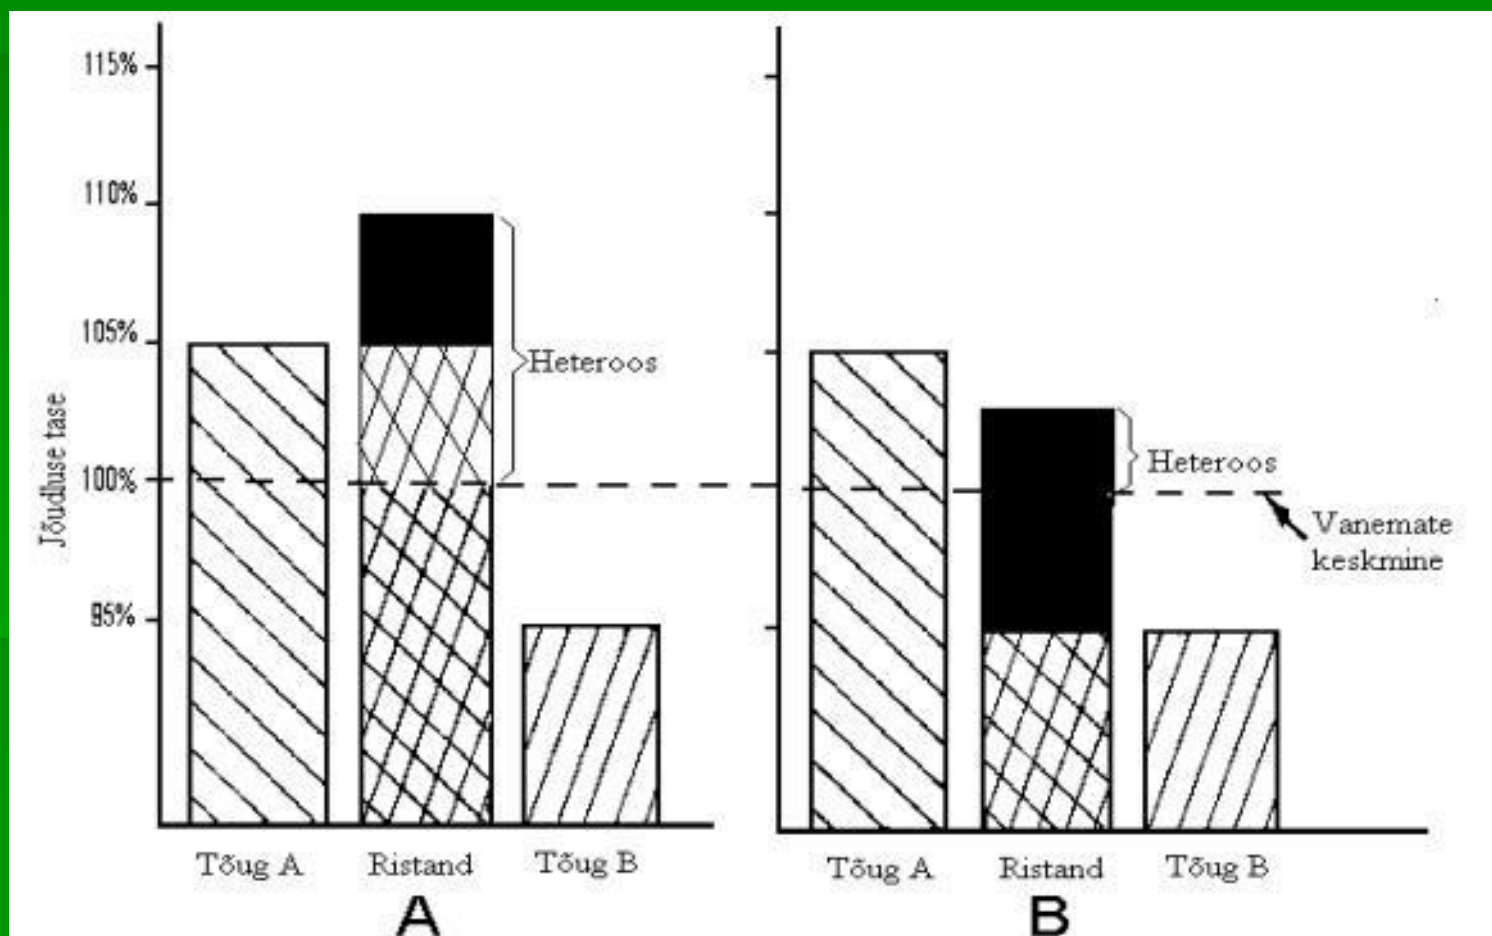 115%
110%
105%
100%
95%
Jõudluse tase
Heteroos
Tõug A
Ristand
Tõug B
A
Heteroos
Vanemate
keskmine
Tõug A
Ristand
Tõug B
B